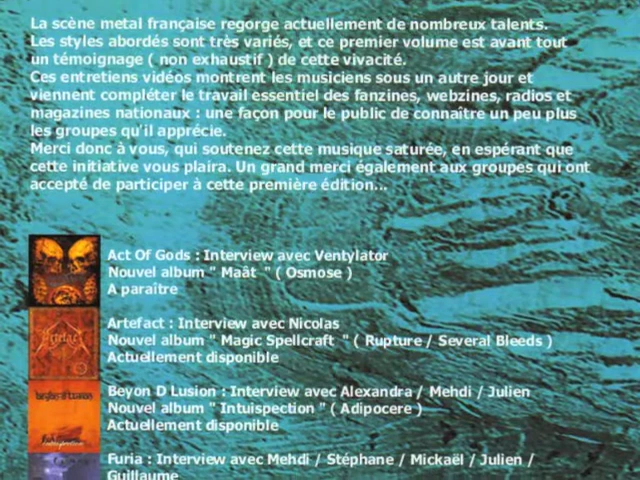 La scène metal française regorge actuellement de nombreux talents.
Les styles abordés sont très variés, et ce premier volume est avant tout
un témoignage ( non exhaustif ) de cette vivacité.
Ces entretiens vidéos montrent les musiciens sous un autre jour et
viennent compléter le travail essentiel des fanzines, webzines, radios et
magazines nationaux : une façon pour le public de connaître un peu plus
les groupes qu'il apprécie.
Merci donc à vous, qui soutenez cette musique saturée, en espérant que
cette initiative vous plaira. Un grand merci également aux groupes qui ont
accepté de participer à cette première édition...
Act Of Gods : Interview avec Ventylator
Nouvel album " Maât " ( Osmose )
A paraître
Artefact : Interview avec Nicolas
Nouvel album " Magic Spellcraft " ( Rupture / Several Bleeds )
Actuellement disponible
Beyon D Lusion : Interview avec Alexandra / Mehdi / Julien
Nouvel album " Intuispection " ( Adipocere )
Actuellement disponible
Furia : Interview avec Mehdi / Stéphane / Mickaël / Julien /
Guillaume